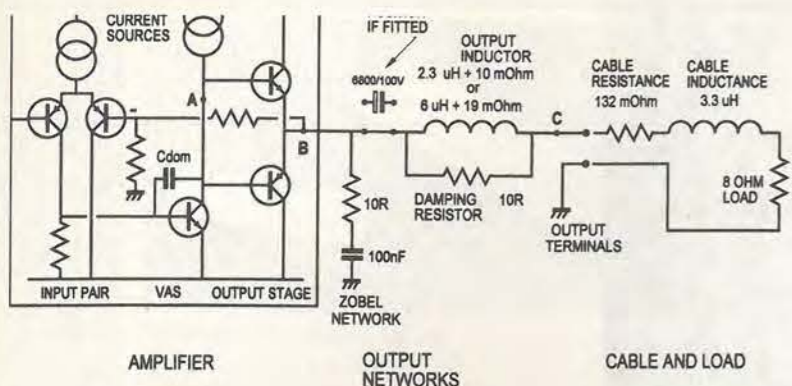 CURRENT
SOURCES
IF FITTED
6800/100V
OUTPUT
INDUCTOR
2.3 uH + 10 mOhm
or
6 uH + 19 mOhm
CABLE
RESISTANCE
132 mOhm
CABLE
INDUCTANCE
3.3 uH
A
-
B
C
Cdom
10R
DAMPING
RESISTOR
10R
OUTPUT
TERMINALS
8 OHM
LOAD
100nF
INPUT PAIR
VAS
OUTPUT STAGE
ZOBEL
NETWORK
AMPLIFIER
OUTPUT
NETWORKS
CABLE AND LOAD